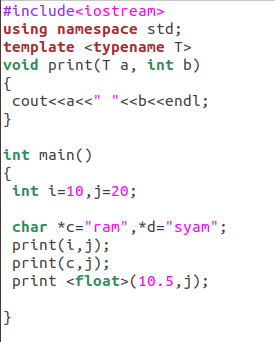 #include<iostream>
using namespace std;
template <typename T>
void print(T a, int b)
{
 cout<<a<<" "<<b<<endl;
}

int main()
{
 int i=10,j=20;

 char *c="ram",*d="syam";
 print(i,j);
 print(c,j);
 print <float>(10.5,j);

}